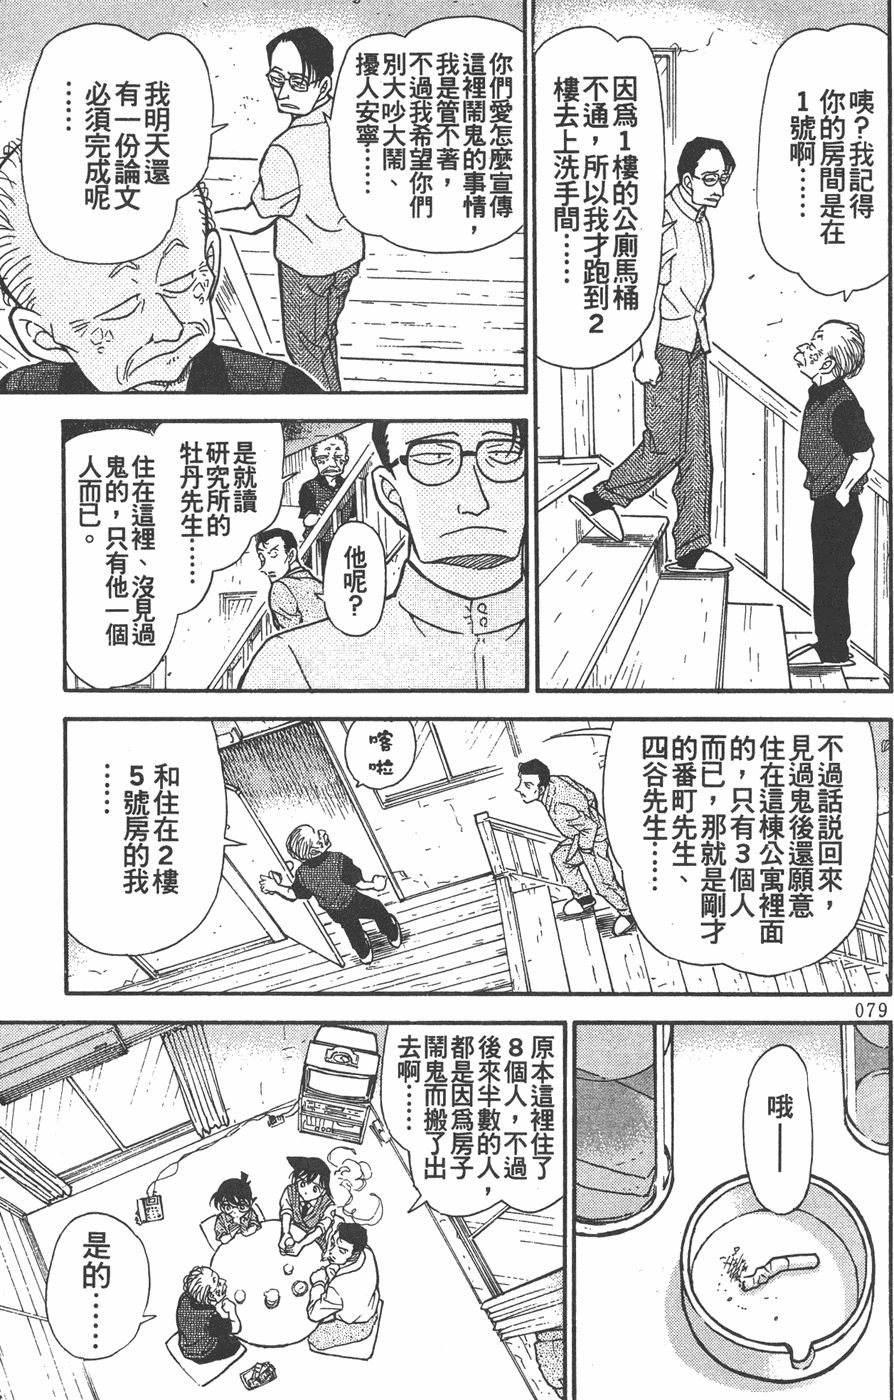 咦？我記得
你的房間是在
1號啊……
因為1樓的公廁馬桶
不通，所以我才跑到2
樓去上洗手間……
你們愛怎麼宣傳
這裡鬧鬼的事情，
我是管不著，
不過我希望你們
別大吵大鬧、
擾人安寧……
我明天還
有一份論文
必須完成呢
……
他呢？
是就讀
研究所的
牡丹先生……
住在這裡、沒見過
鬼的，只有他一個
人而已。
不過話説回來，
見過鬼後還願意
住在這棟公寓裡面
的，只有3個人
而已，那就是剛才
的番町先生、
四谷先生……
喀啦
和住在2樓
5號房的我
……
079
哦—
原本這裡住了
8個人，不過
後來半數的人，
都是因為房子
鬧鬼而搬了出
去啊……
是的……